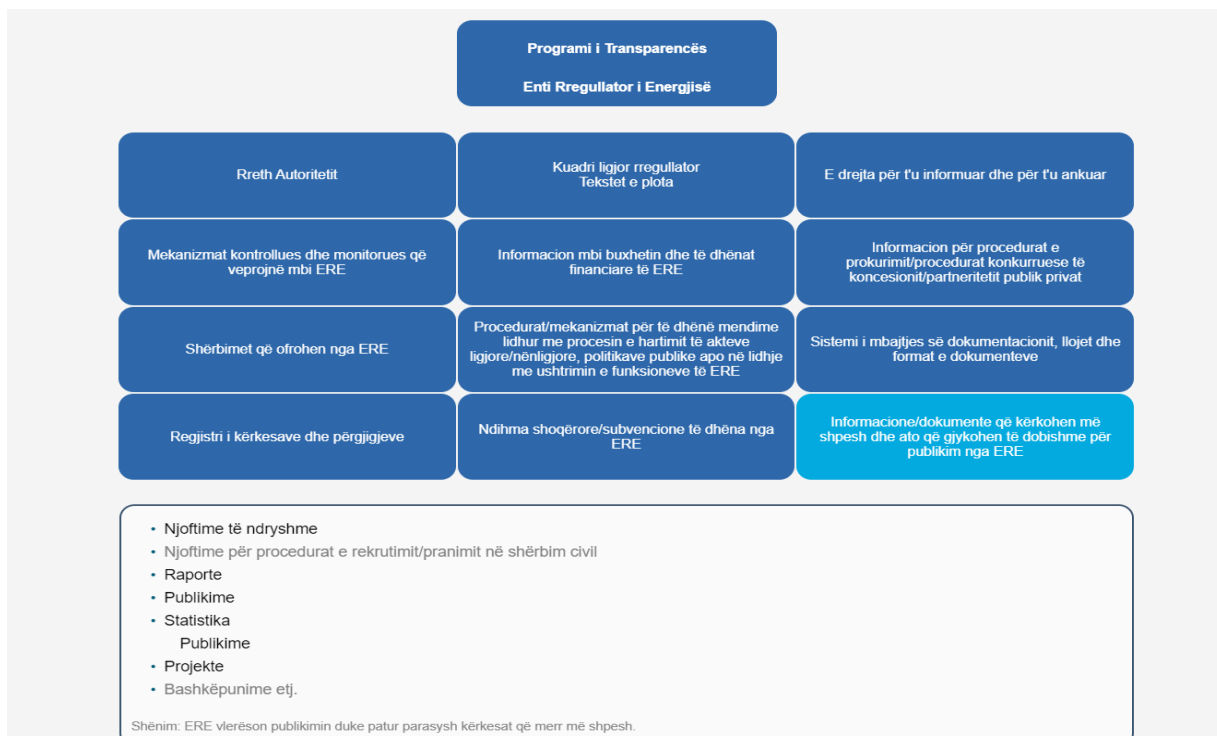 Programi i Transparencës
Enti Rregullator i Energjisë
Rreth Autoritetit
Kuadri ligjor rregullator
Tekstet e plota
E drejta për t'u informuar dhe për t'u ankuar
Mekanizmat kontrollues dhe monitorues që
veprojnë mbi ERE
Informacion mbi buxhetin dhe të dhënat
financiare të ERE
Informacion për procedurat e
prokurimit/procedurat konkurruese të
koncesionit/partneritetit publik privat
Shërbimet që ofrohen nga ERE
Procedurat/mekanizmat për të dhënë mendime
lidhur me procesin e hartimit të akteve
ligjore/nënligjore, politikave publike apo në lidhje
me ushtrimin e funksioneve të ERE
Sistemi i mbajtjes së dokumentacionit, llojet dhe
format e dokumenteve
Regjistri i kërkesave dhe përgjigjeve
Ndihma shoqërore/subvencione të dhëna nga
ERE
Informacione/dokumente që kërkohen më
shpesh dhe ato që gjykohen të dobishme për
publikim nga ERE
• Njoftime të ndryshme
• Njoftime për procedurat e rekrutimit/pranimit në shërbim civil
• Raporte
• Publikime
• Statistika
Publikime
• Projekte
• Bashkëpunime etj.
Shënim: ERE vlerëson publikimin duke patur parasysh kërkesat që merr më shpesh.